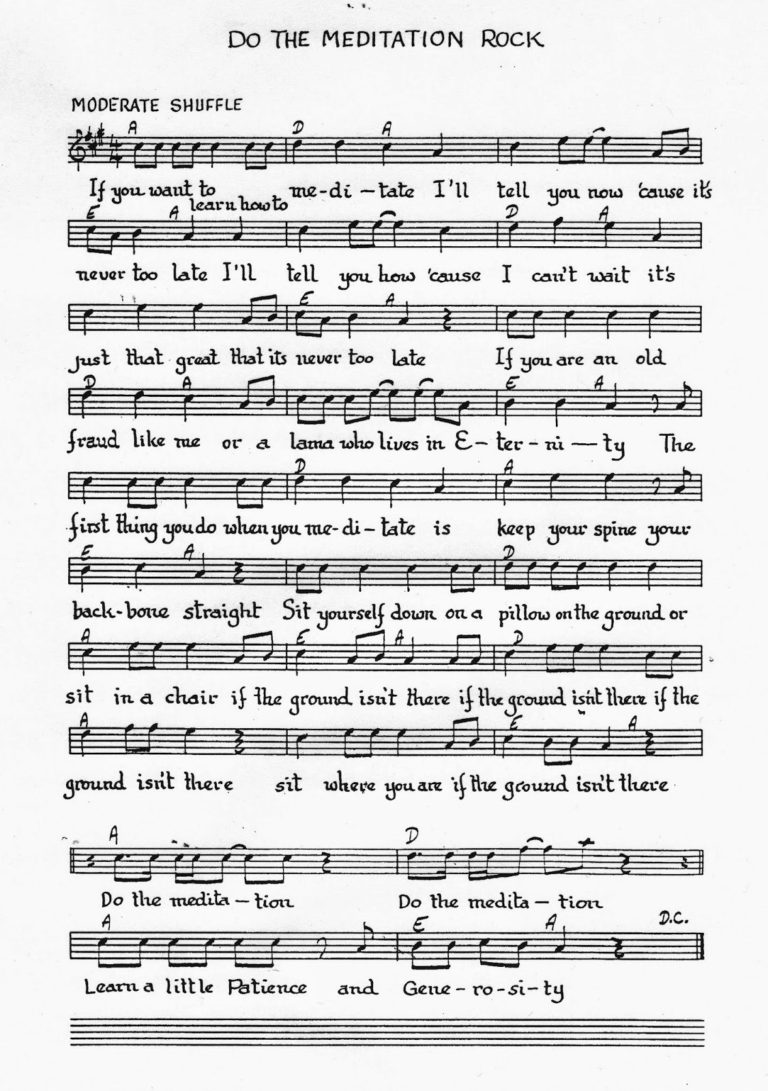 DO THE MEDITATION ROCK
MODERATE SHUFFLE
A D A
If you want to me-di-tate I'll tell you now 'cause it's
learn how to
E A D A
never too late I'll tell you how 'cause I can't wait it's
E A
just that great that its never too late If you are an old
D A E A
fraud like me or a lama who lives in E-ter-ni-ty The
D A
first thing you do when you me-di-tate is keep your spine your
E A D
back-bone straight Sit yourself down on a pillow on the ground or
A E A D
sit in a chair if the ground isn't there if the ground isn't there if the
A E A
ground isn't there sit where you are if the ground isn't there
A D
Do the medita-tion Do the medita-tion
A E A D.C.
Learn a little Patience and Gene-ro-si-ty